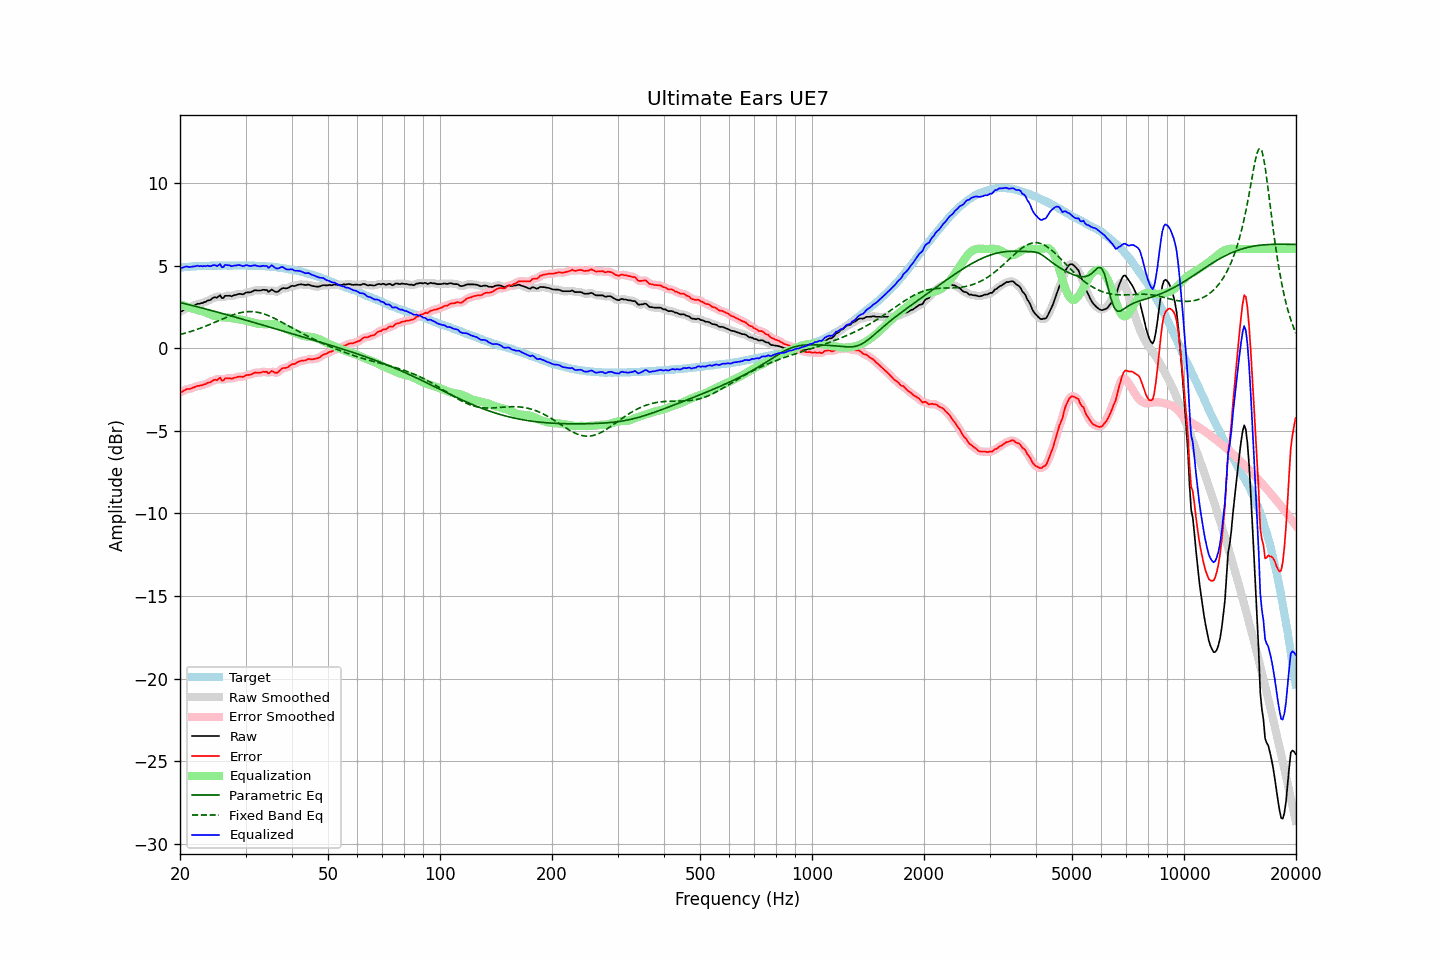 Ultimate Ears UE7
Amplitude (dBr)
10
5
0
−5
−10
−15
−20
−25
−30
Target
Raw Smoothed
Error Smoothed
Raw
Error
Equalization
Parametric Eq
Fixed Band Eq
Equalized
20 50 100 200 500 1000 2000 5000 10000 20000
Frequency (Hz)